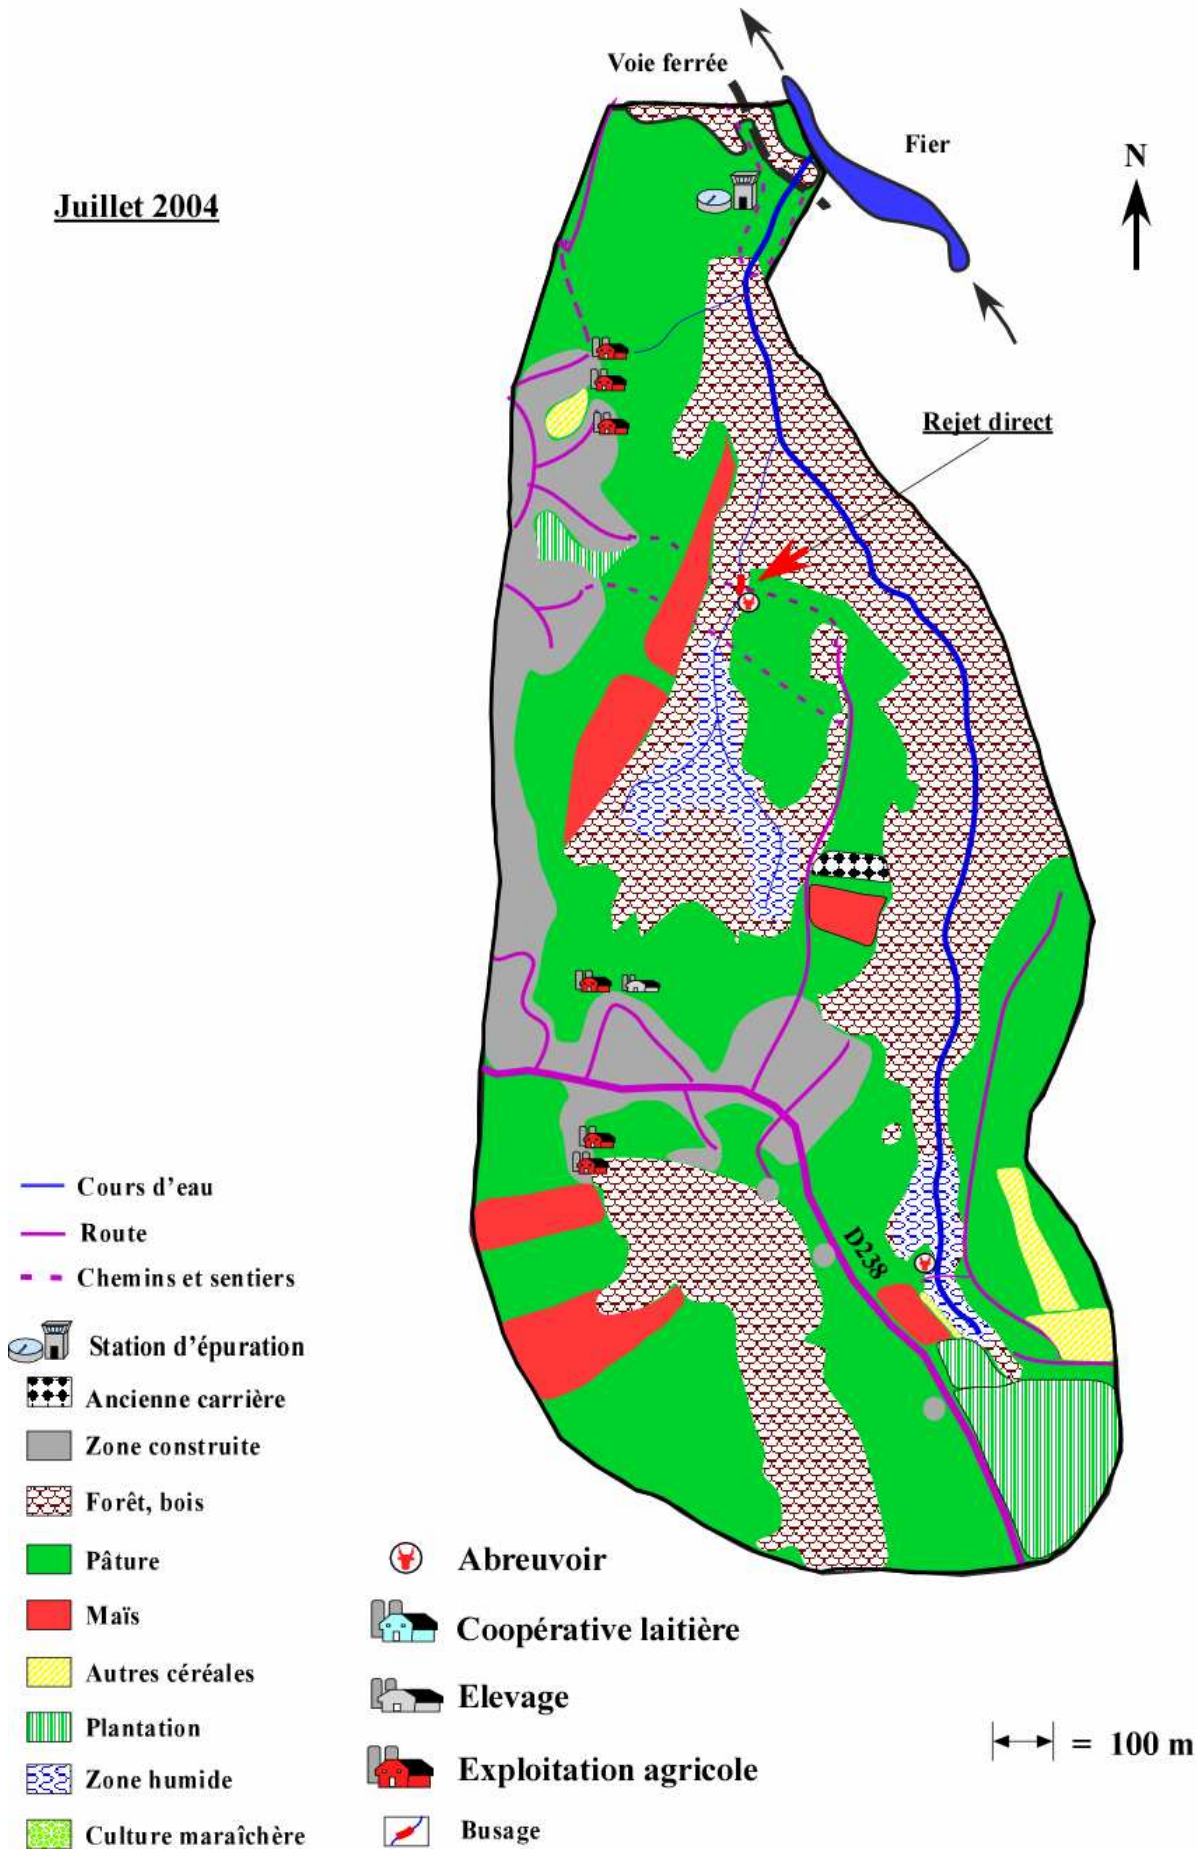 Voie ferrée
Fier
N
Juillet 2004
Rejet direct
D238
Cours d'eau
Route
Chemins et sentiers
Station d'épuration
Ancienne carrière
Zone construite
Forêt, bois
Pâture
Maïs
Autres céréales
Plantation
Zone humide
Culture maraîchère
Abreuvoir
Coopérative laitière
Elevage
Exploitation agricole
Busage
= 100 m